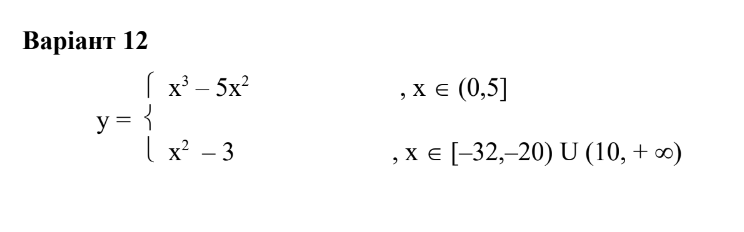 Варіант 12
x³ – 5x² , x ∈ (0,5]
y = {
x² – 3 , x ∈ [–32,–20) U (10, + ∞)